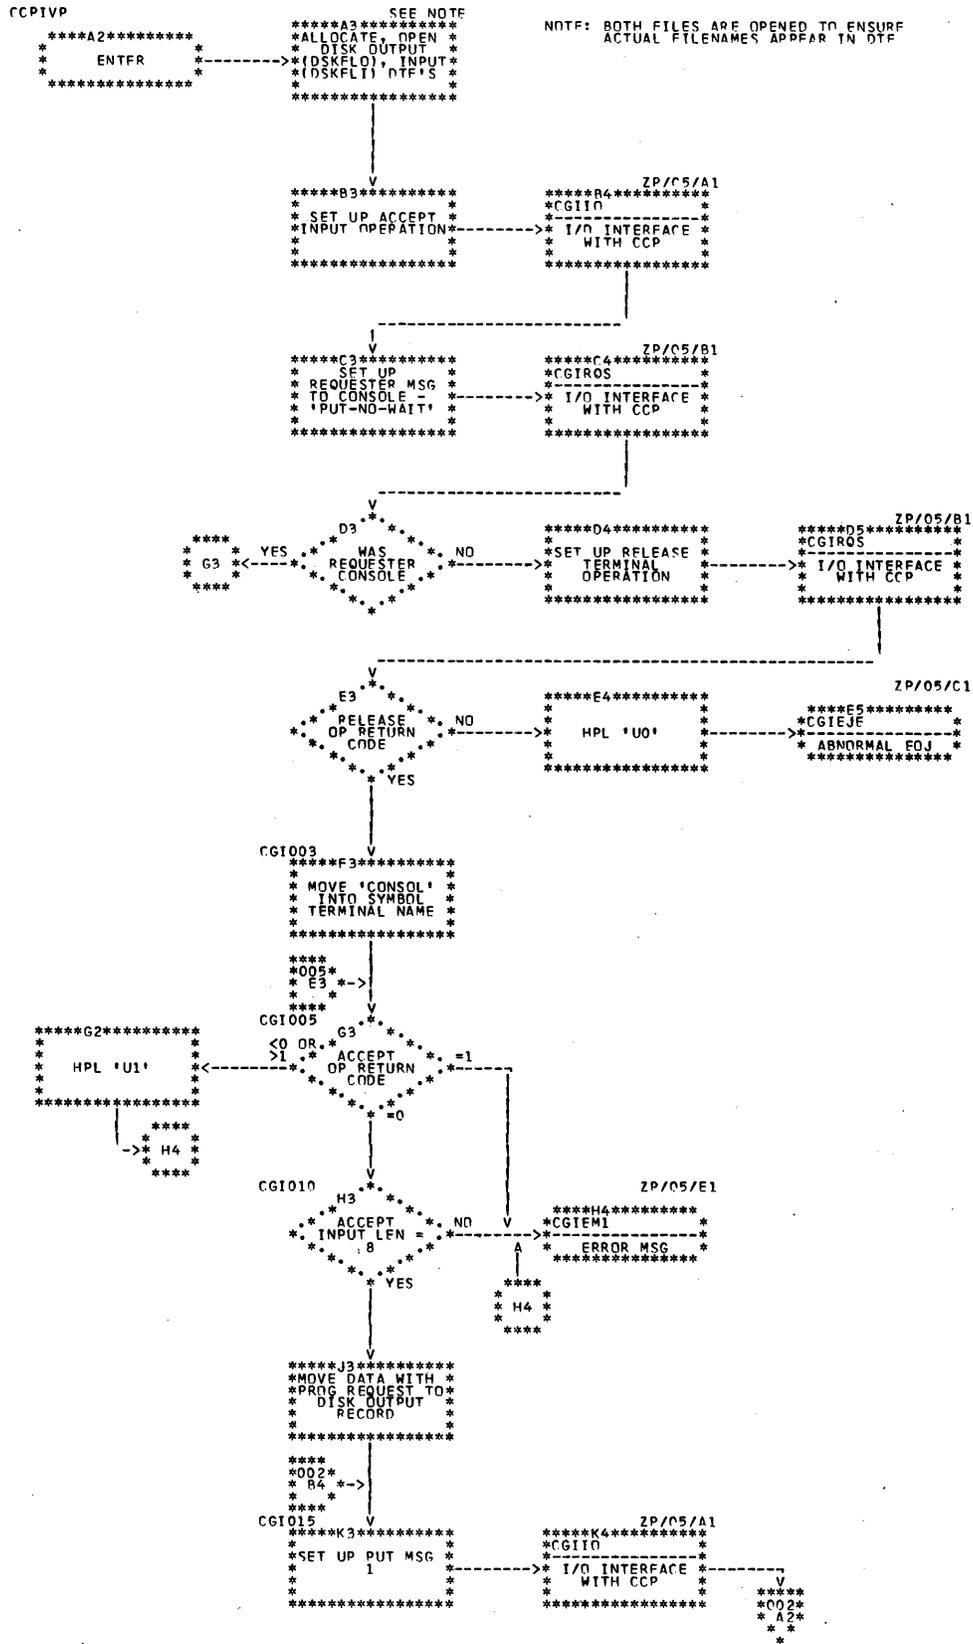 CCPIVP
SEE NOTE
NOTE: BOTH FILES ARE OPENED TO ENSURE
ACTUAL FILENAMES APPEAR IN DTF
*****A2*********
ENTER
*****A3**********
*ALLOCATE, OPEN *
* DISK OUTPUT *
*(DSKFLO), INPUT*
*(DSKFLI) DTF'S *
*****B3**********
* SET UP ACCEPT *
*INPUT OPERATION*
ZP/05/A1
*****B4**********
*CGIIO
* I/O INTERFACE *
* WITH CCP *
*****C3**********
* SET UP *
* REQUESTER MSG *
* TO CONSOLE - *
* 'PUT-NO-WAIT' *
ZP/05/B1
*****C4**********
*CGIROS
* I/O INTERFACE *
* WITH CCP *
D3
WAS
REQUESTER
CONSOLE
YES
G3
NO
*****D4**********
*SET UP RELEASE *
* TERMINAL *
* OPERATION *
ZP/05/B1
*****D5**********
*CGIROS
* I/O INTERFACE *
* WITH CCP *
E3
RELEASE
OP RETURN
CODE
NO
YES
*****E4**********
* HPL 'U0' *
ZP/05/C1
****E5*********
*CGIEJE
* ABNORMAL EOJ *
CGI003
*****F3**********
* MOVE 'CONSOL' *
* INTO SYMBOL *
* TERMINAL NAME *
*005*
* E3 *->
CGI005
G3
ACCEPT
OP RETURN
CODE
<0 OR
>1
=1
=0
*****G2**********
* HPL 'U1' *
->* H4 *
CGI010
H3
ACCEPT
INPUT LEN =
8
NO
YES
ZP/05/E1
****H4*********
*CGIEM1
* ERROR MSG *
* H4 *
*****J3**********
*MOVE DATA WITH *
*PROG REQUEST TO*
* DISK OUTPUT *
* RECORD *
*002*
* B4 *->
CGI015
*****K3**********
*SET UP PUT MSG *
* 1 *
ZP/05/A1
*****K4**********
*CGIIO
* I/O INTERFACE *
* WITH CCP *
*002*
* A2*